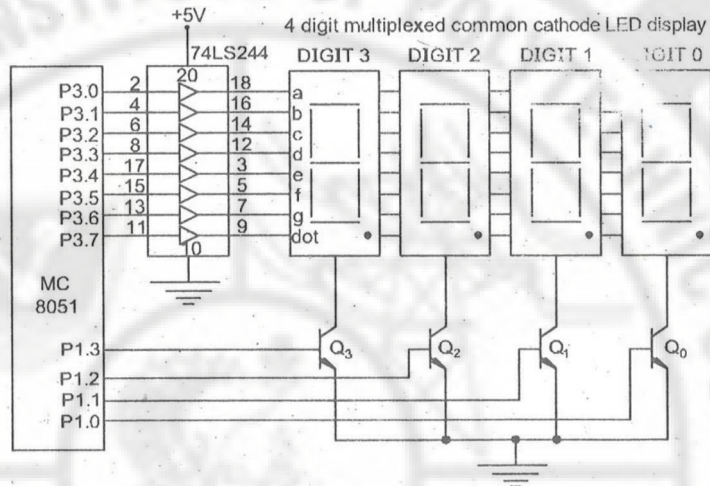 +5V
4 digit multiplexed common cathode LED display
74LS244
DIGIT 3
DIGIT 2
DIGIT 1
IGIT 0
20
P3.0
2
18
a
P3.1
4
16
b
P3.2
6
14
c
P3.3
8
12
d
P3.4
17
3
e
P3.5
15
5
f
P3.6
13
7
g
P3.7
11
9
dot
0
MC
8051
P1.3
Q3
Q2
Q1
Q0
P1.2
P1.1
P1.0